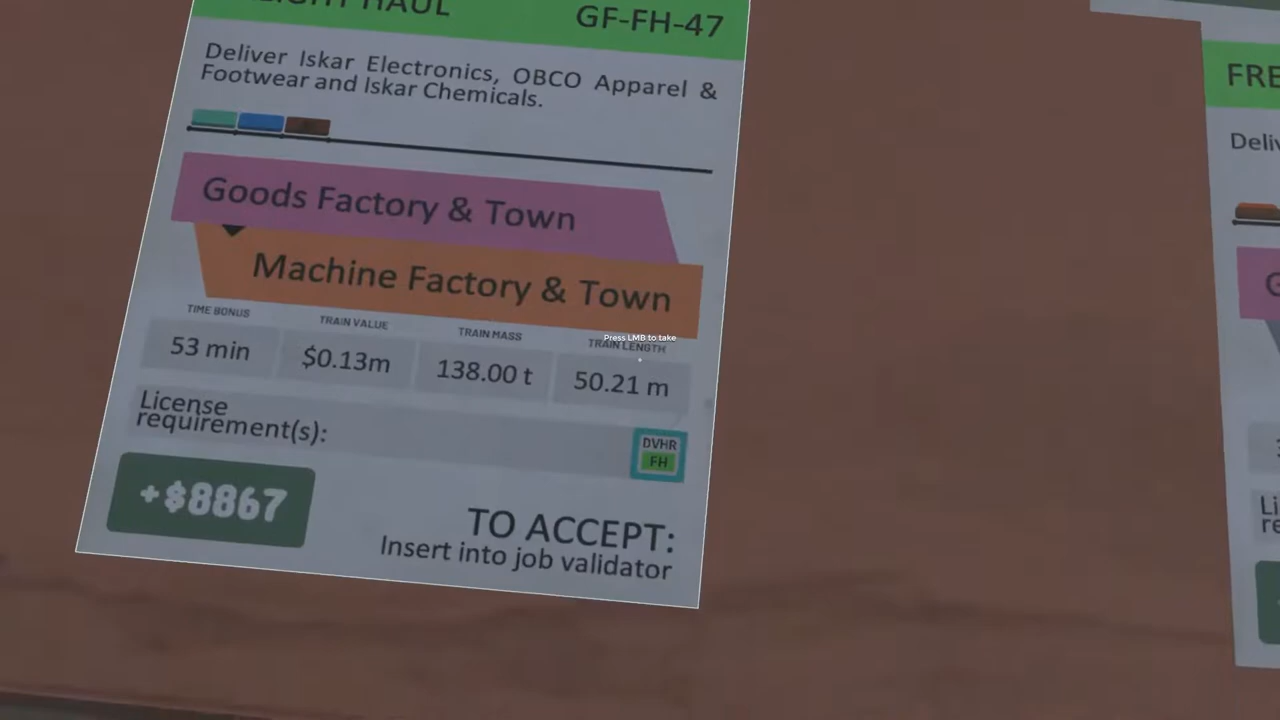 HAUL
GF-FH-47
Deliver Iskar Electronics, OBCO Apparel &
Footwear and Iskar Chemicals.
Goods Factory & Town
Machine Factory & Town
TIME BONUS
TRAIN VALUE
TRAIN MASS
TRAIN LENGTH
Press LMB to take
53 min
$0.13m
138.00 t
50.21 m
License
requirement(s):
DVHR
FH
+$8867
TO ACCEPT:
Insert into job validator